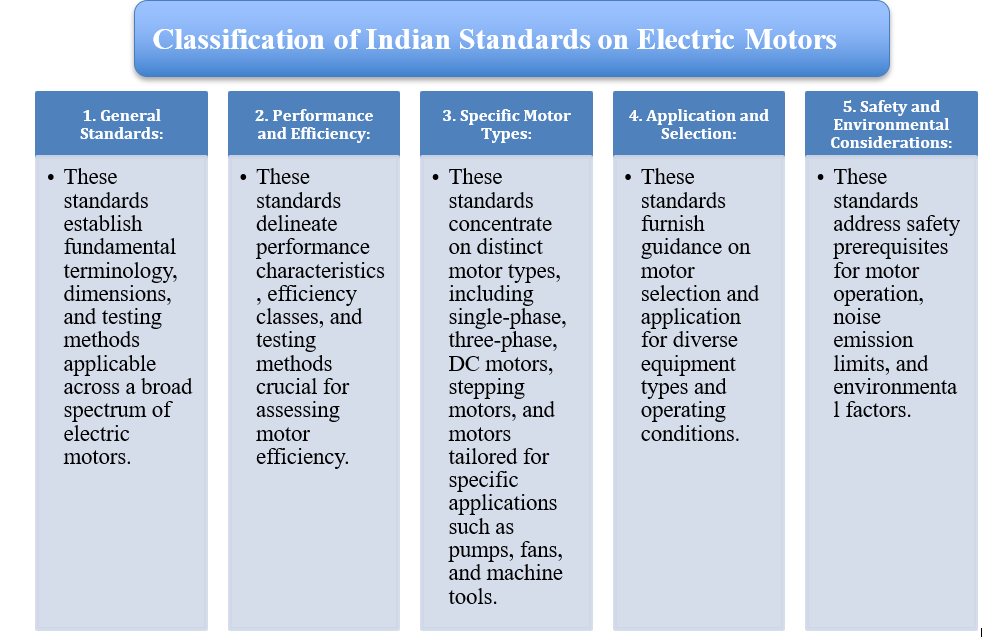 Classification of Indian Standards on Electric Motors
1. General
Standards:
• These
standards
establish
fundamental
terminology,
dimensions,
and testing
methods
applicable
across a broad
spectrum of
electric
motors.
2. Performance
and Efficiency:
• These
standards
delineate
performance
characteristics
, efficiency
classes, and
testing
methods
crucial for
assessing
motor
efficiency.
3. Specific Motor
Types:
• These
standards
concentrate
on distinct
motor types,
including
single-phase,
three-phase,
DC motors,
stepping
motors, and
motors
tailored for
specific
applications
such as
pumps, fans,
and machine
tools.
4. Application and
Selection:
• These
standards
furnish
guidance on
motor
selection and
application
for diverse
equipment
types and
operating
conditions.
5. Safety and
Environmental
Considerations:
• These
standards
address safety
prerequisites
for motor
operation,
noise
emission
limits, and
environmenta
l factors.